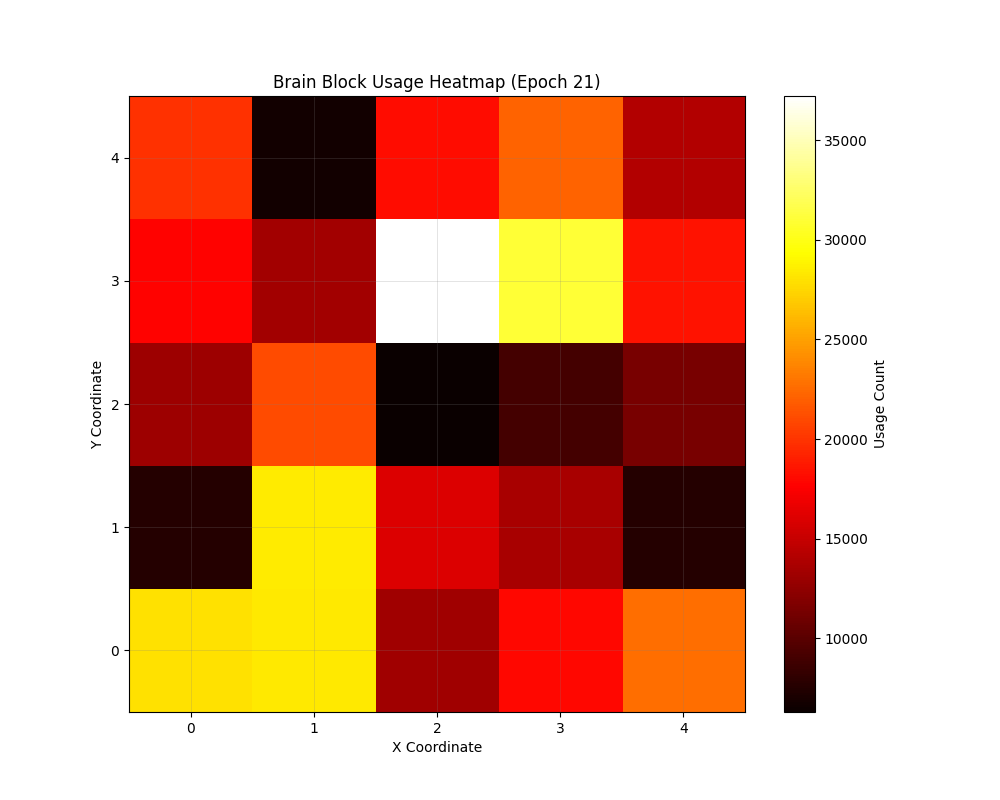 Brain Block Usage Heatmap (Epoch 21)
4
3
2
1
0
Y Coordinate
0 1 2 3 4
X Coordinate
35000
30000
25000
20000
15000
10000
Usage Count